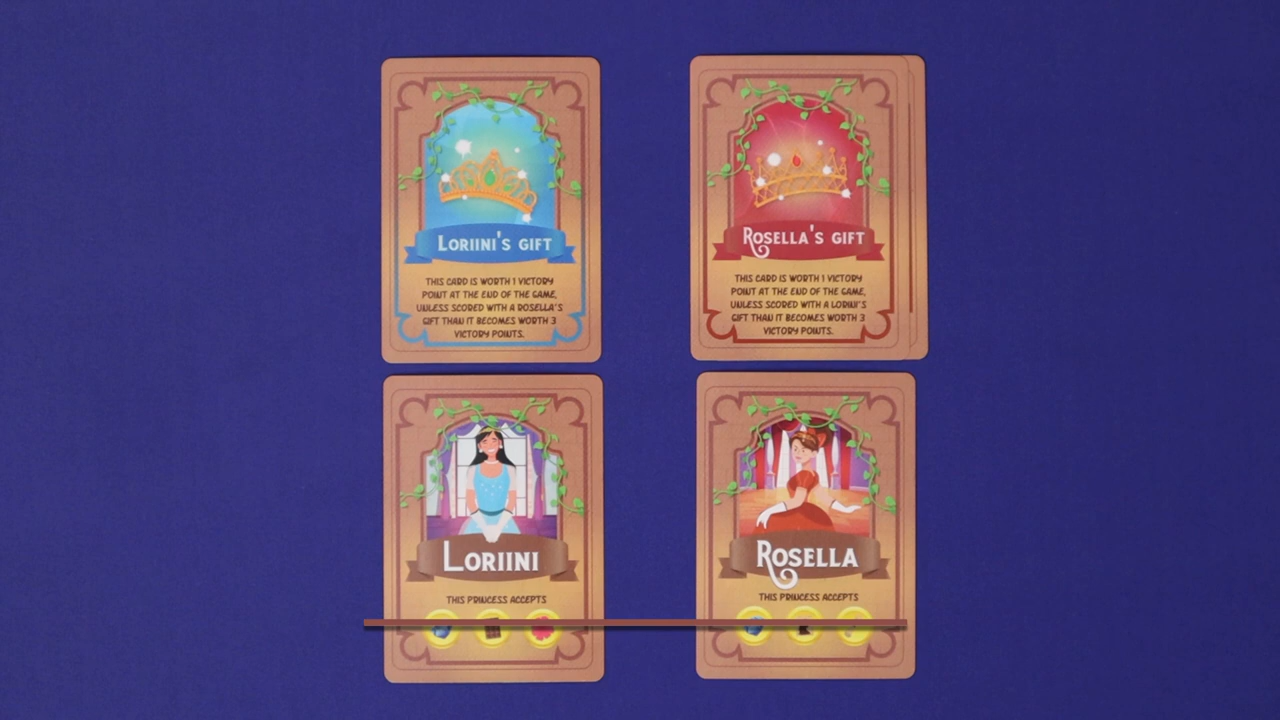 Loriini's gift
This card is worth 1 victory
point at the end of the game,
unless scored with a Rosella's
gift than it becomes worth 3
victory points.
Rosella's gift
This card is worth 1 victory
point at the end of the game,
unless scored with a Lorini's
gift than it becomes worth 3
victory points.
Loriini
This princess accepts
Rosella
This princess accepts